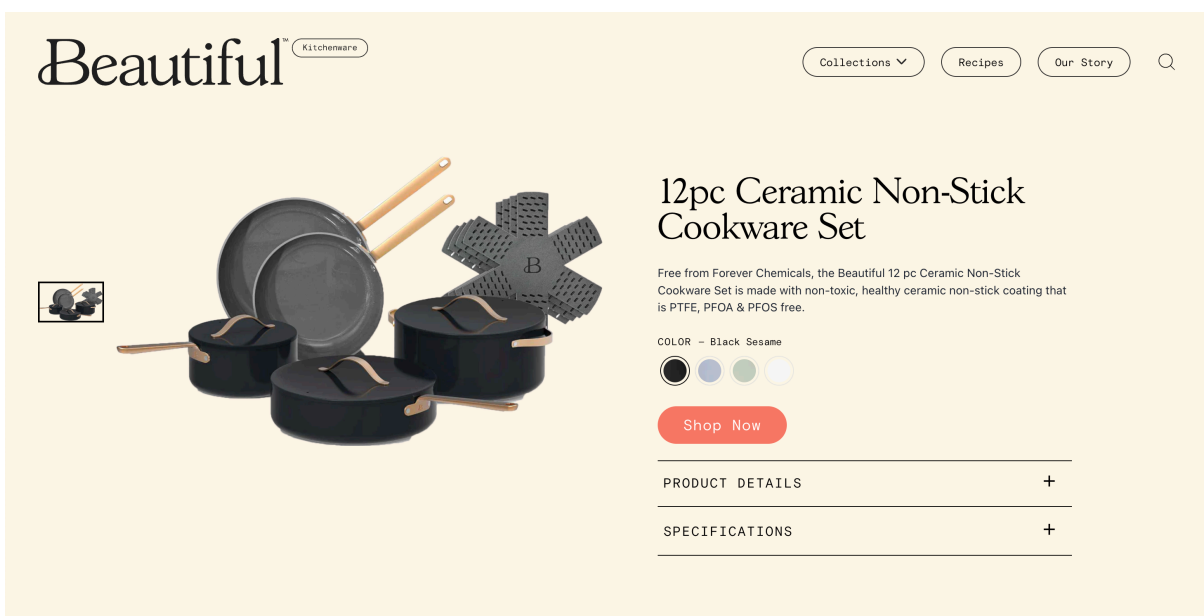 Beautiful™ Kitchenware
Collections
Recipes
Our Story
B
12pc Ceramic Non-Stick
Cookware Set
Free from Forever Chemicals, the Beautiful 12 pc Ceramic Non-Stick
Cookware Set is made with non-toxic, healthy ceramic non-stick coating that
is PTFE, PFOA & PFOS free.
COLOR – Black Sesame
Shop Now
PRODUCT DETAILS +
SPECIFICATIONS +